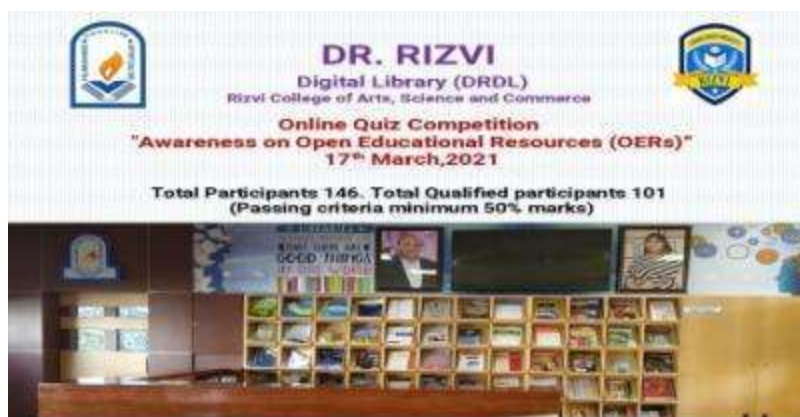 DR. RIZVI
Digital Library (DRDL)
Rizvi College of Arts, Science and Commerce
Online Quiz Competition
"Awareness on Open Educational Resources (OERs)"
17th March,2021
Total Participants 146. Total Qualified participants 101
(Passing criteria minimum 50% marks)
RIZVI
GOOD THINGS